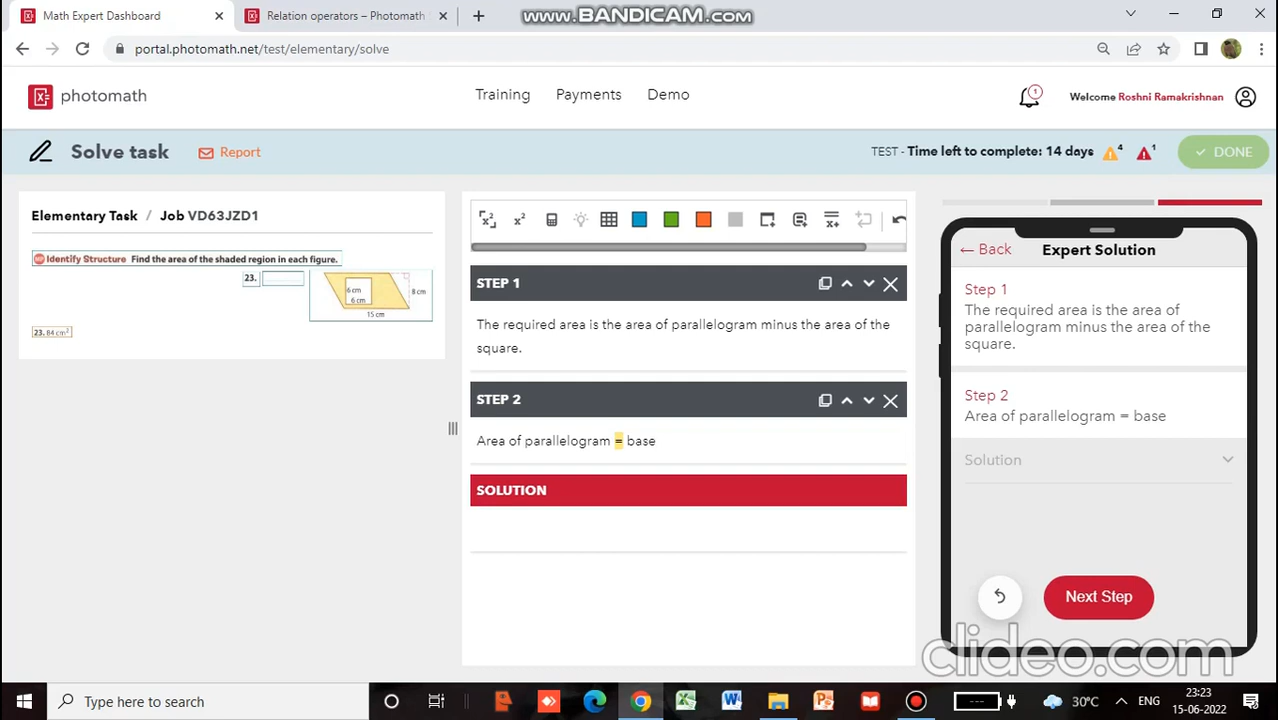 Math Expert Dashboard
Relation operators – Photomath
www.BANDICAM.com
portal.photomath.net/test/elementary/solve
photomath
Training
Payments
Demo
1
Welcome Roshni Ramakrishnan
Solve task
Report
TEST - Time left to complete: 14 days
4
1
DONE
Elementary Task / Job VD63JZD1
Identify Structure Find the area of the shaded region in each figure.
23.
6 cm
6 cm
8 cm
15 cm
23. 84 cm²
STEP 1
The required area is the area of parallelogram minus the area of the
square.
STEP 2
Area of parallelogram = base
SOLUTION
← Back
Expert Solution
Step 1
The required area is the area of
parallelogram minus the area of the
square.
Step 2
Area of parallelogram = base
Solution
Next Step
clideo.com
Type here to search
30°C
ENG
23:23
15-06-2022